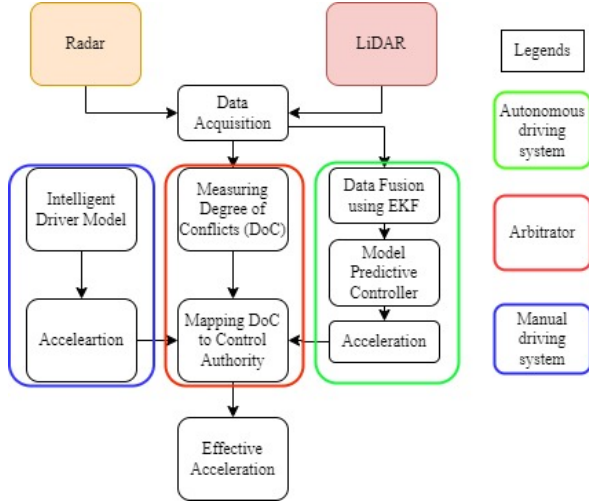 Radar
LiDAR
Legends
Data
Acquisition
Autonomous
driving
system
Intelligent
Driver Model
Measuring
Degree of
Conflicts (DoC)
Data Fusion
using EKF
Arbitrator
Model
Predictive
Controller
Acceleartion
Mapping DoC
to Control
Authority
Acceleration
Manual
driving
system
Effective
Acceleration